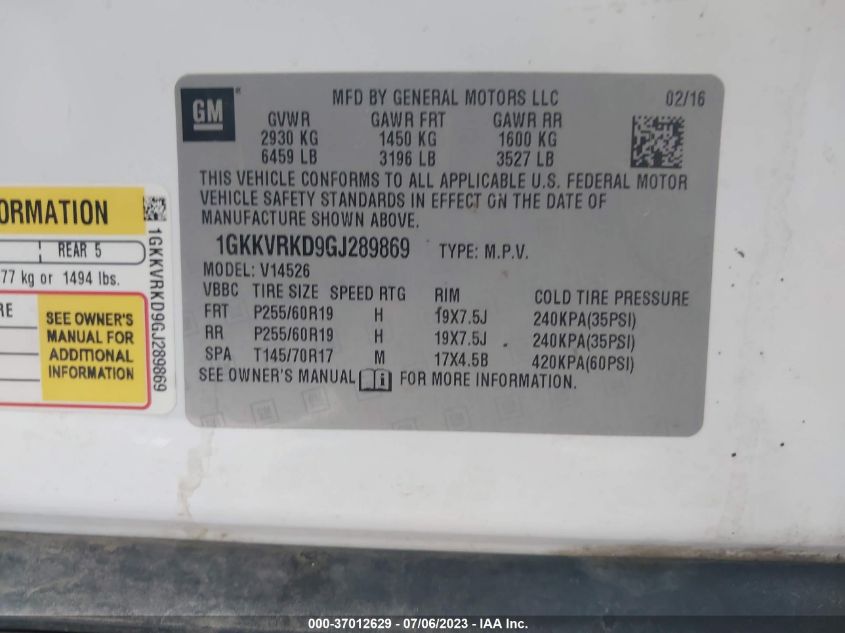 GM
MFD BY GENERAL MOTORS LLC 02/16
GVWR GAWR FRT GAWR RR
2930 KG 1450 KG 1600 KG
6459 LB 3196 LB 3527 LB
THIS VEHICLE CONFORMS TO ALL APPLICABLE U.S. FEDERAL MOTOR
VEHICLE SAFETY STANDARDS IN EFFECT ON THE DATE OF
MANUFACTURE SHOWN ABOVE.
1GKKVRKD9GJ289869 TYPE: M.P.V.
MODEL: V14526
VBBC TIRE SIZE SPEED RTG RIM COLD TIRE PRESSURE
FRT P255/60R19 H 19X7.5J 240KPA(35PSI)
RR P255/60R19 H 19X7.5J 240KPA(35PSI)
SPA T145/70R17 M 17X4.5B 420KPA(60PSI)
SEE OWNER'S MANUAL i FOR MORE INFORMATION.
ORMATION
REAR 5
77 kg or 1494 lbs.
RE
SEE OWNER'S
MANUAL FOR
ADDITIONAL
INFORMATION
1GKKVRKD9GJ289869
000-37012629 - 07/06/2023 - IAA Inc.